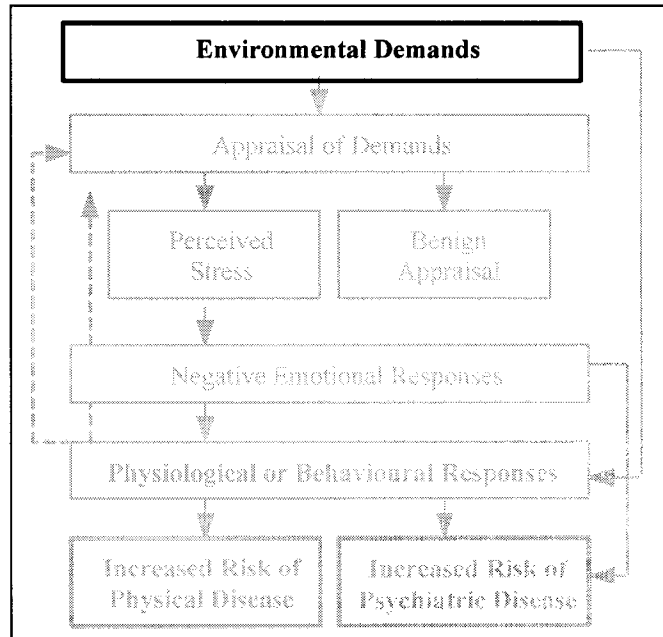 Environmental Demands
Appraisal of Demands
Perceived
Stress
Benign
Appraisal
Negative Emotional Responses
Physiological or Behavioural Responses
Increased Risk of
Physical Disease
Increased Risk of
Psychiatric Disease